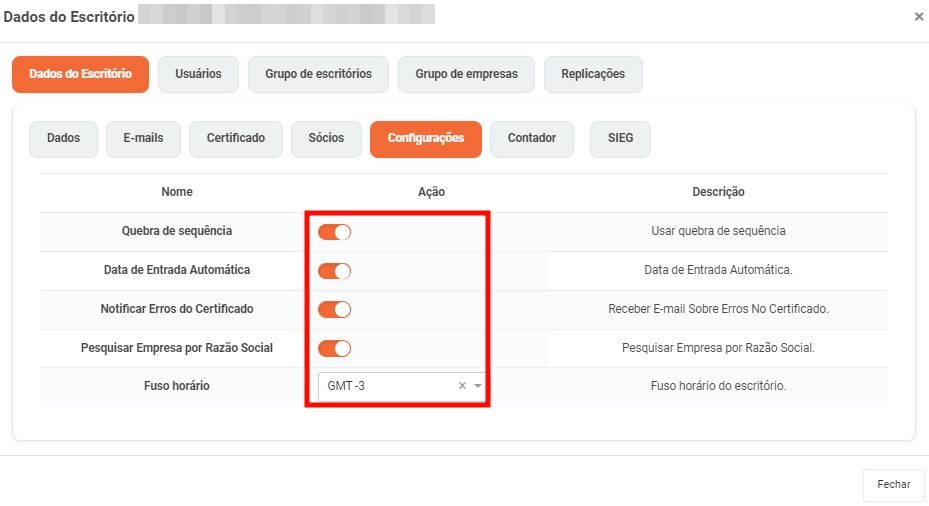 Dados do Escritório
×
Dados do Escritório Usuários Grupo de escritórios Grupo de empresas Replicações
Dados E-mails Certificado Sócios Configurações Contador SIEG
Nome Ação Descrição
Quebra de sequência Usar quebra de sequência
Data de Entrada Automática Data de Entrada Automática.
Notificar Erros do Certificado Receber E-mail Sobre Erros No Certificado.
Pesquisar Empresa por Razão Social Pesquisar Empresa por Razão Social.
Fuso horário GMT -3 × Fuso horário do escritório.
Fechar